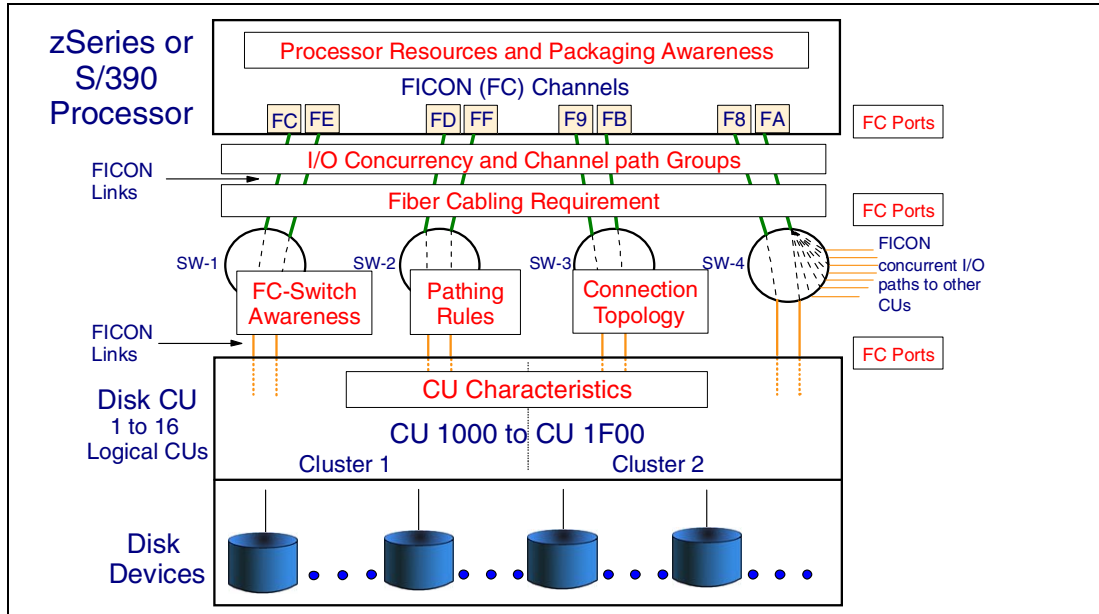 zSeries or
S/390
Processor
Processor Resources and Packaging Awareness
FICON (FC) Channels
FC FE FD FF F9 FB F8 FA
FC Ports
I/O Concurrency and Channel path Groups
FICON
Links
Fiber Cabling Requirement
FC Ports
SW-1
SW-2
SW-3
SW-4
FICON
concurrent I/O
paths to other
CUs
FC-Switch
Awareness
Pathing
Rules
Connection
Topology
FICON
Links
FC Ports
CU Characteristics
Disk CU
1 to 16
Logical CUs
CU 1000 to CU 1F00
Cluster 1
Cluster 2
Disk
Devices